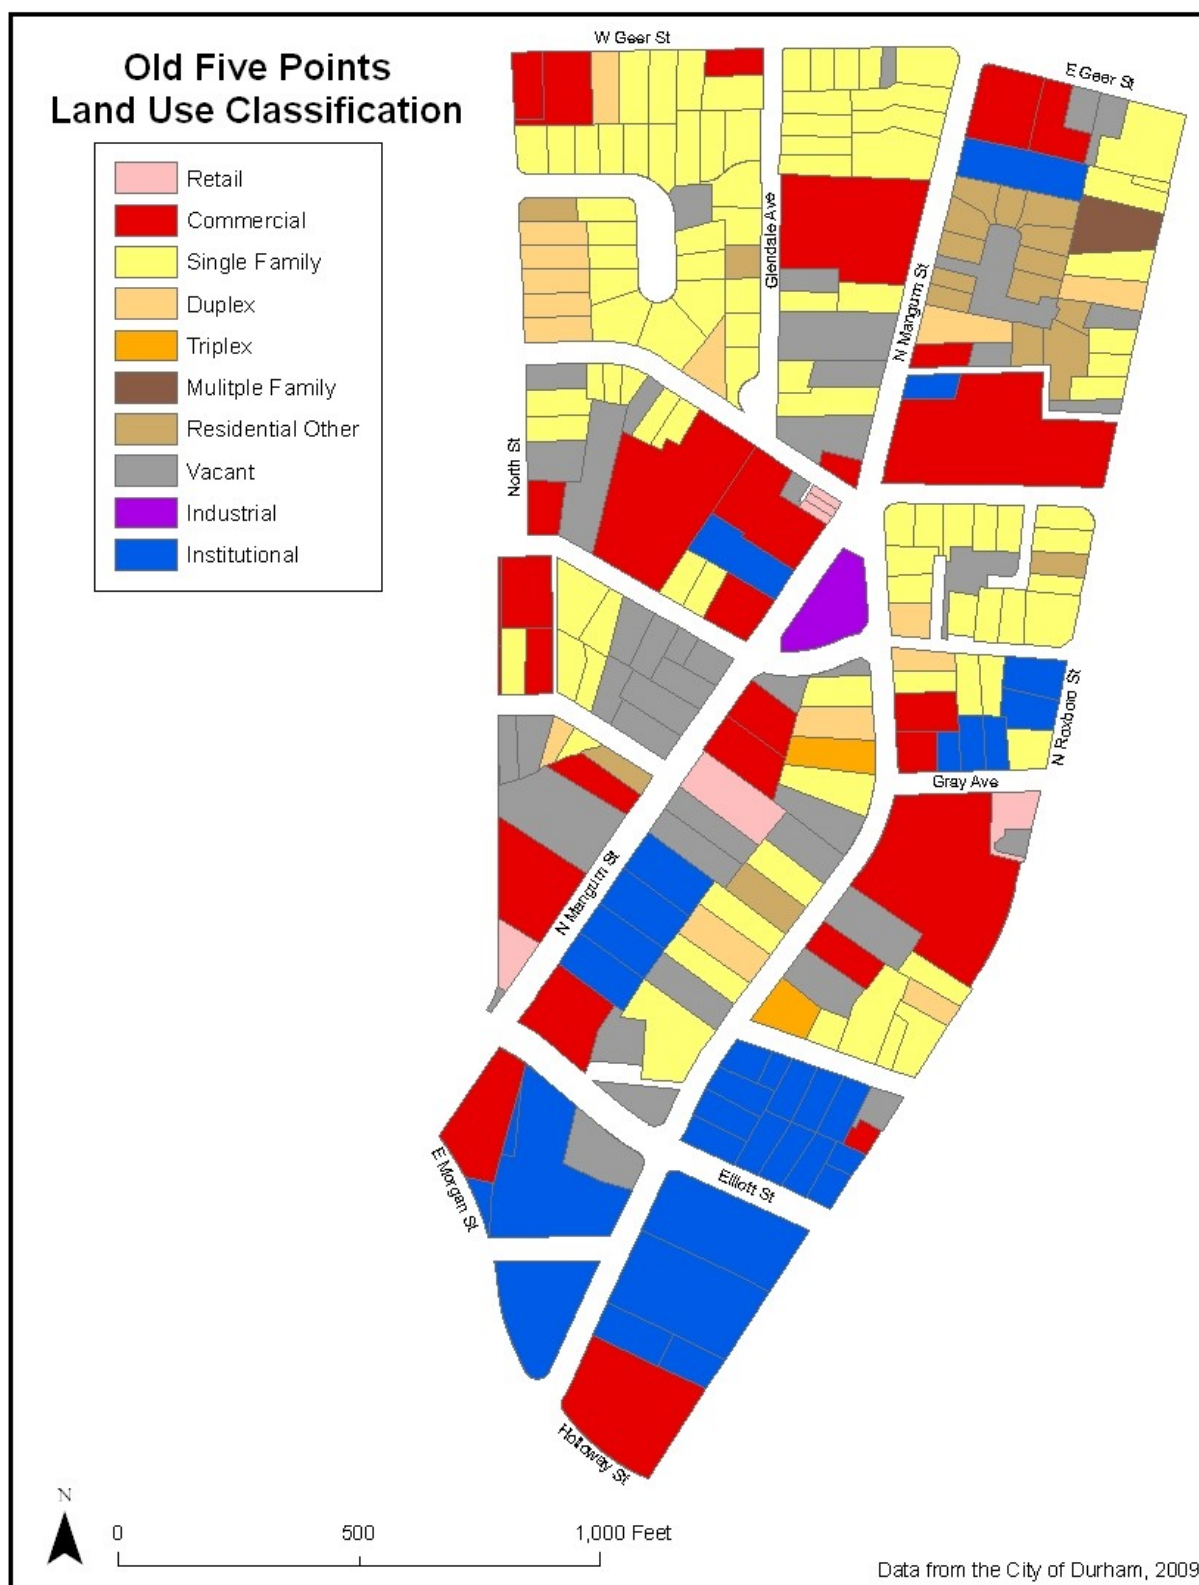 Old Five Points
Land Use Classification
Retail
Commercial
Single Family
Duplex
Triplex
Mulitple Family
Residential Other
Vacant
Industrial
Institutional
W Geer St
E Geer St
Glendale Ave
N Mangum St
North St
N Roxboro St
Gray Ave
N Mangum St
E Morgan St
Elliott St
Holloway St
N
0 500 1,000 Feet
Data from the City of Durham, 2009